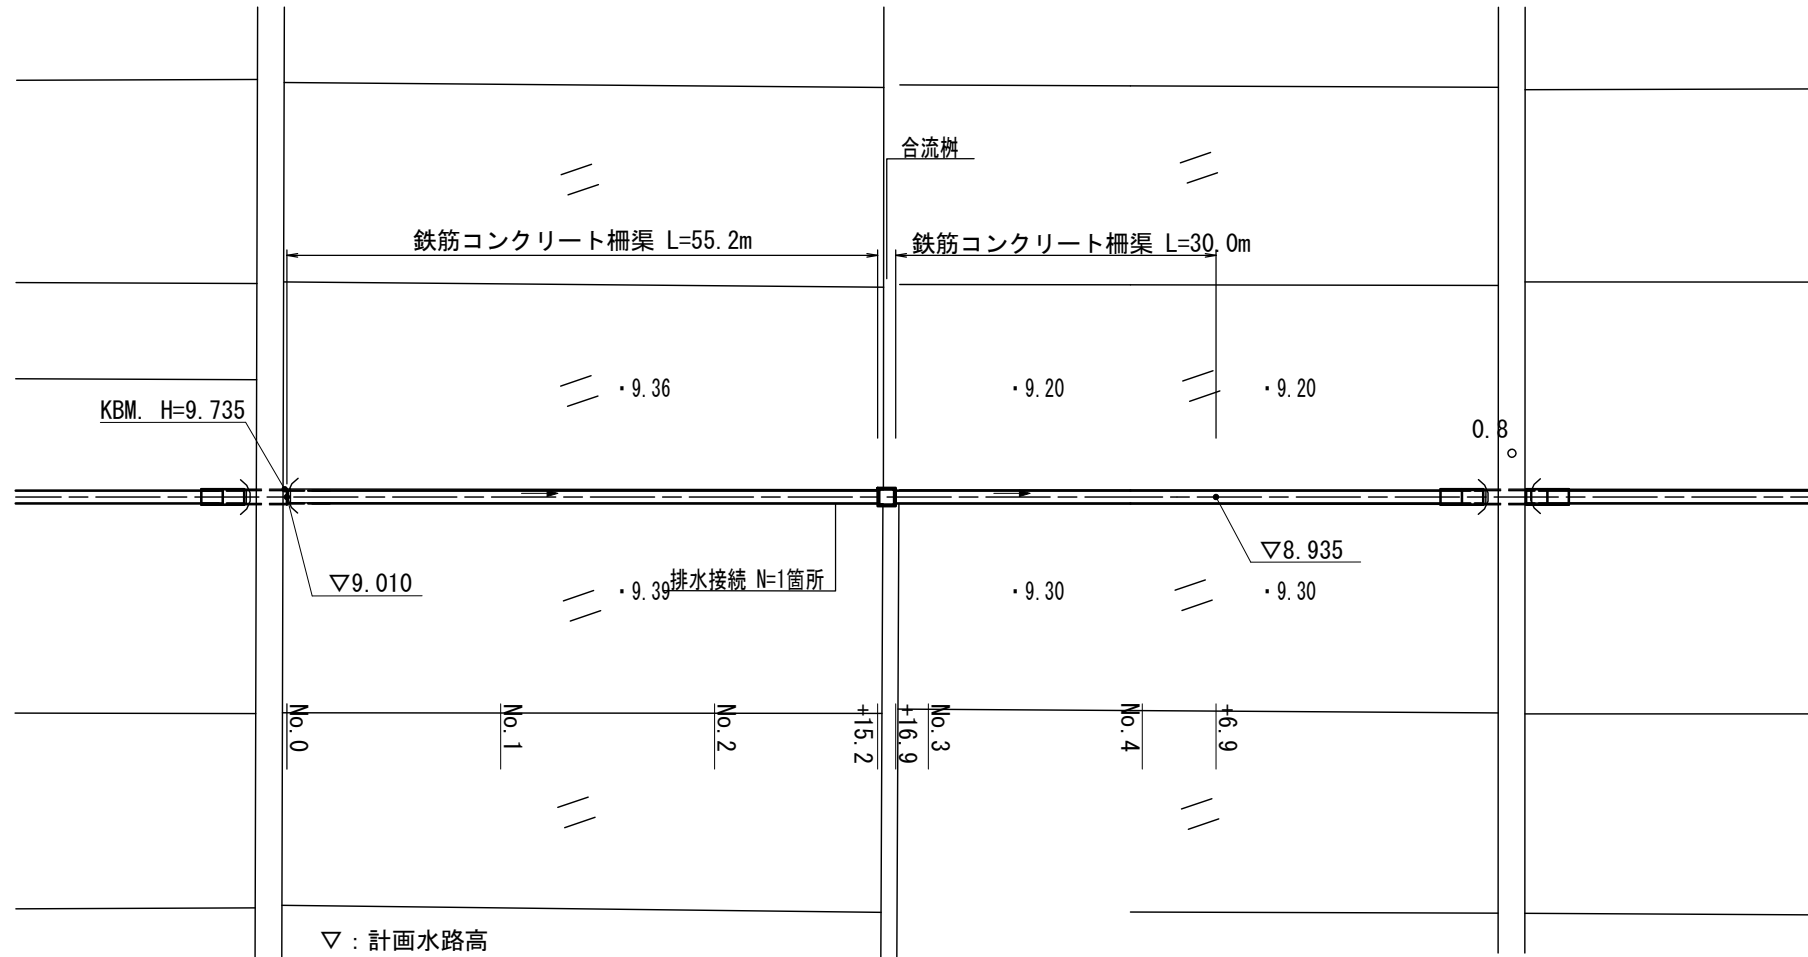 合流桝
鉄筋コンクリート柵渠 L=55.2m
鉄筋コンクリート柵渠 L=30.0m
・9.36
・9.20
・9.20
KBM. H=9.735
0.8
▽8.935
▽9.010
・9.39
排水接続 N=1箇所
・9.30
・9.30
No.0
No.1
No.2
+15.2
+16.9
No.3
No.4
+6.9
▽：計画水路高